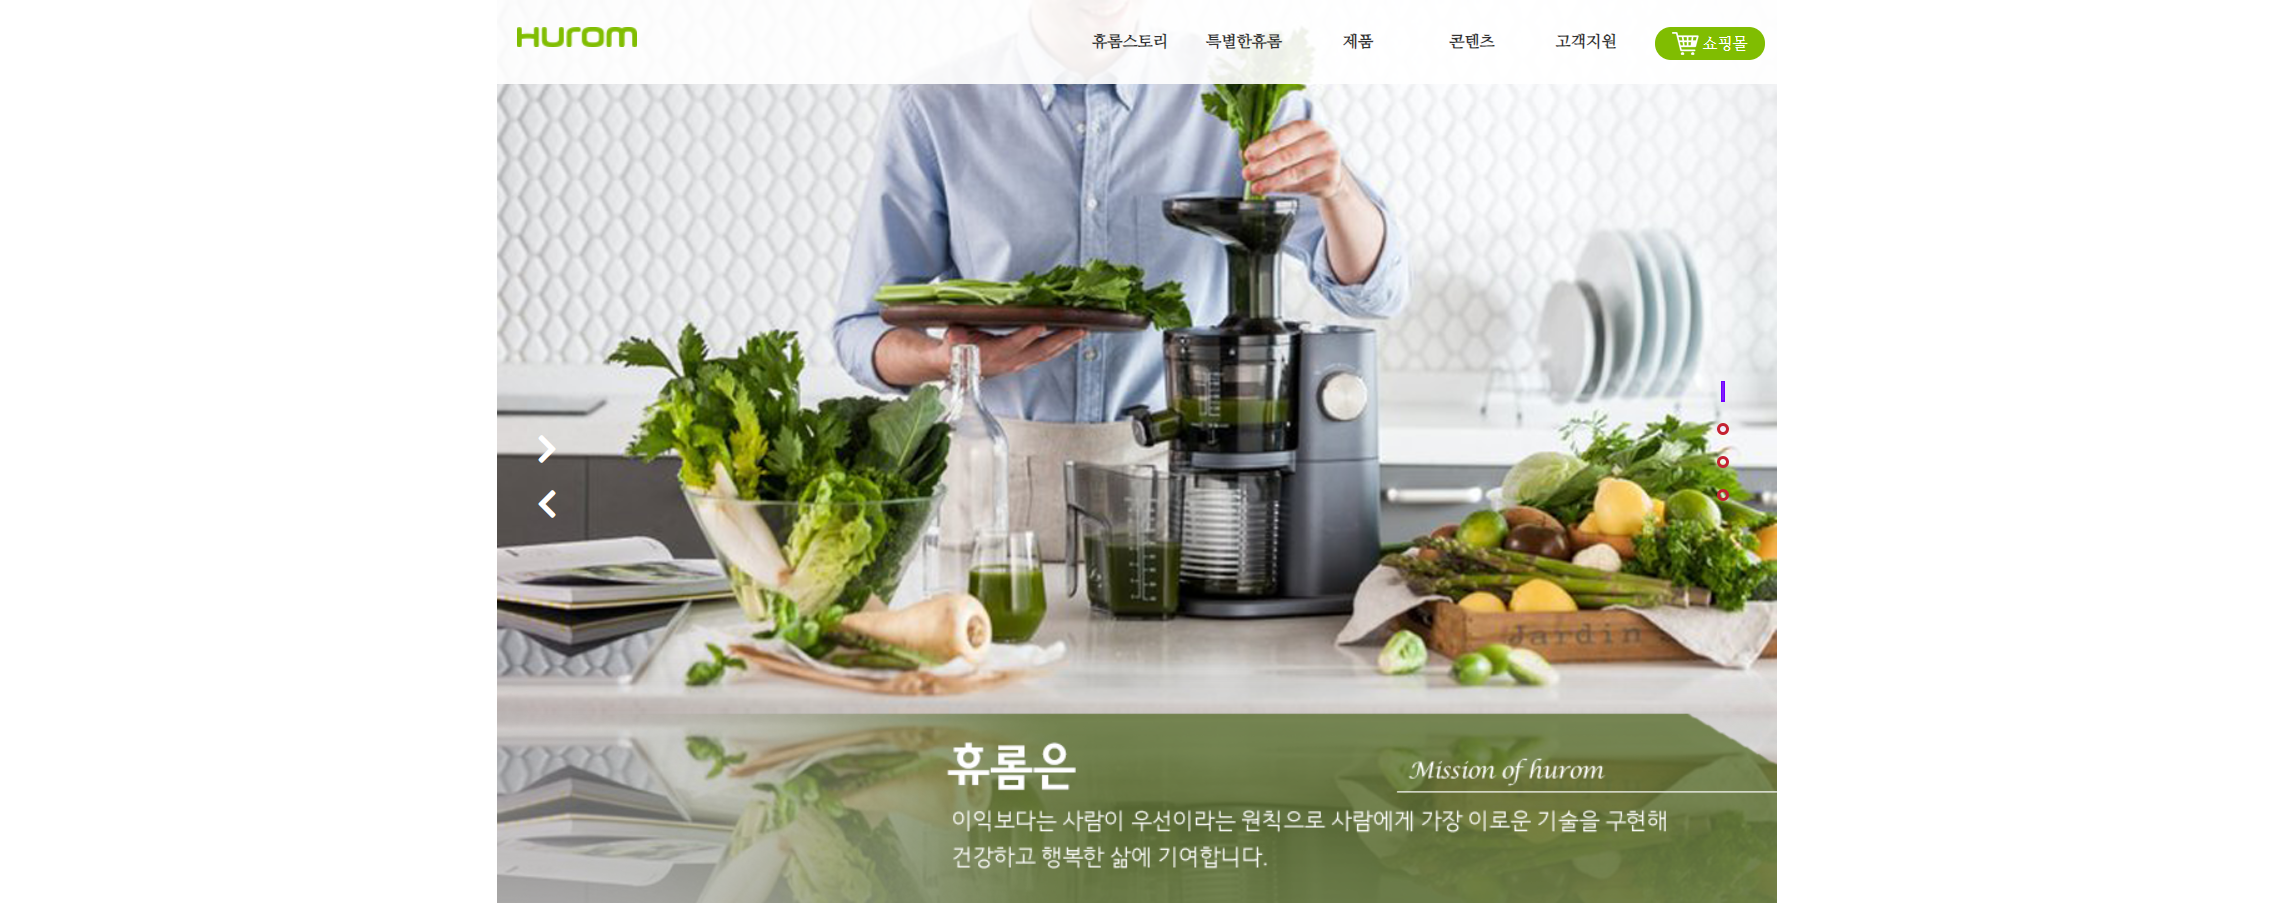 Hurom
휴롬스토리 특별한휴롬 제품 콘텐츠 고객지원 쇼핑몰
Jardin
휴롬은
Mission of hurom
이익보다는 사람이 우선이라는 원칙으로 사람에게 가장 이로운 기술을 구현해
건강하고 행복한 삶에 기여합니다.